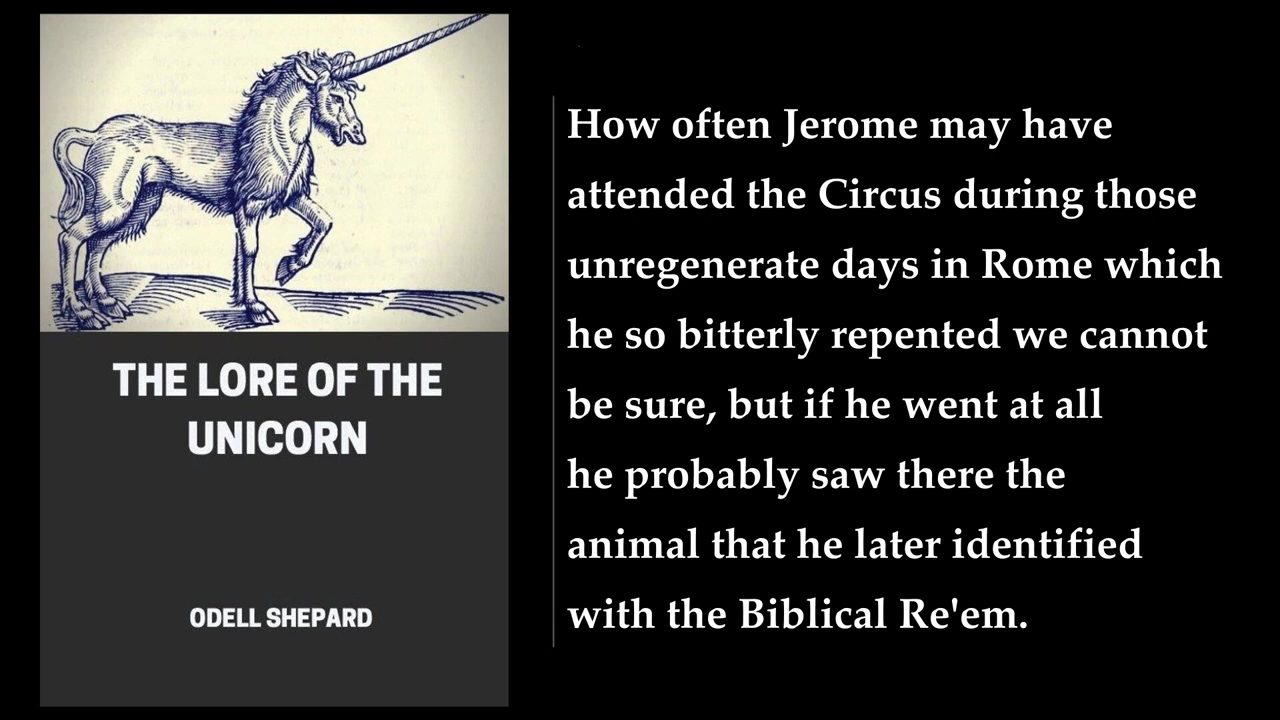 THE LORE OF THE
UNICORN
ODELL SHEPARD
How often Jerome may have
attended the Circus during those
unregenerate days in Rome which
he so bitterly repented we cannot
be sure, but if he went at all
he probably saw there the
animal that he later identified
with the Biblical Re'em.